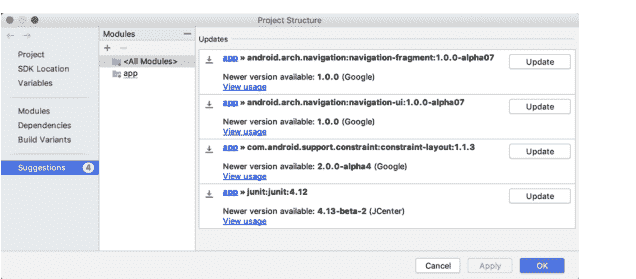 Project Structure
Project
SDK Location
Variables
Modules
Dependencies
Build Variants
Suggestions 4
Modules
<All Modules>
app
Updates
app » android.arch.navigation:navigation-fragment:1.0.0-alpha07
Newer version available: 1.0.0 (Google)
View usage
Update
app » android.arch.navigation:navigation-ui:1.0.0-alpha07
Newer version available: 1.0.0 (Google)
View usage
Update
app » com.android.support.constraint:constraint-layout:1.1.3
Newer version available: 2.0.0-alpha4 (Google)
View usage
Update
app » junit:junit:4.12
Newer version available: 4.13-beta-2 (JCenter)
View usage
Update
Cancel Apply OK